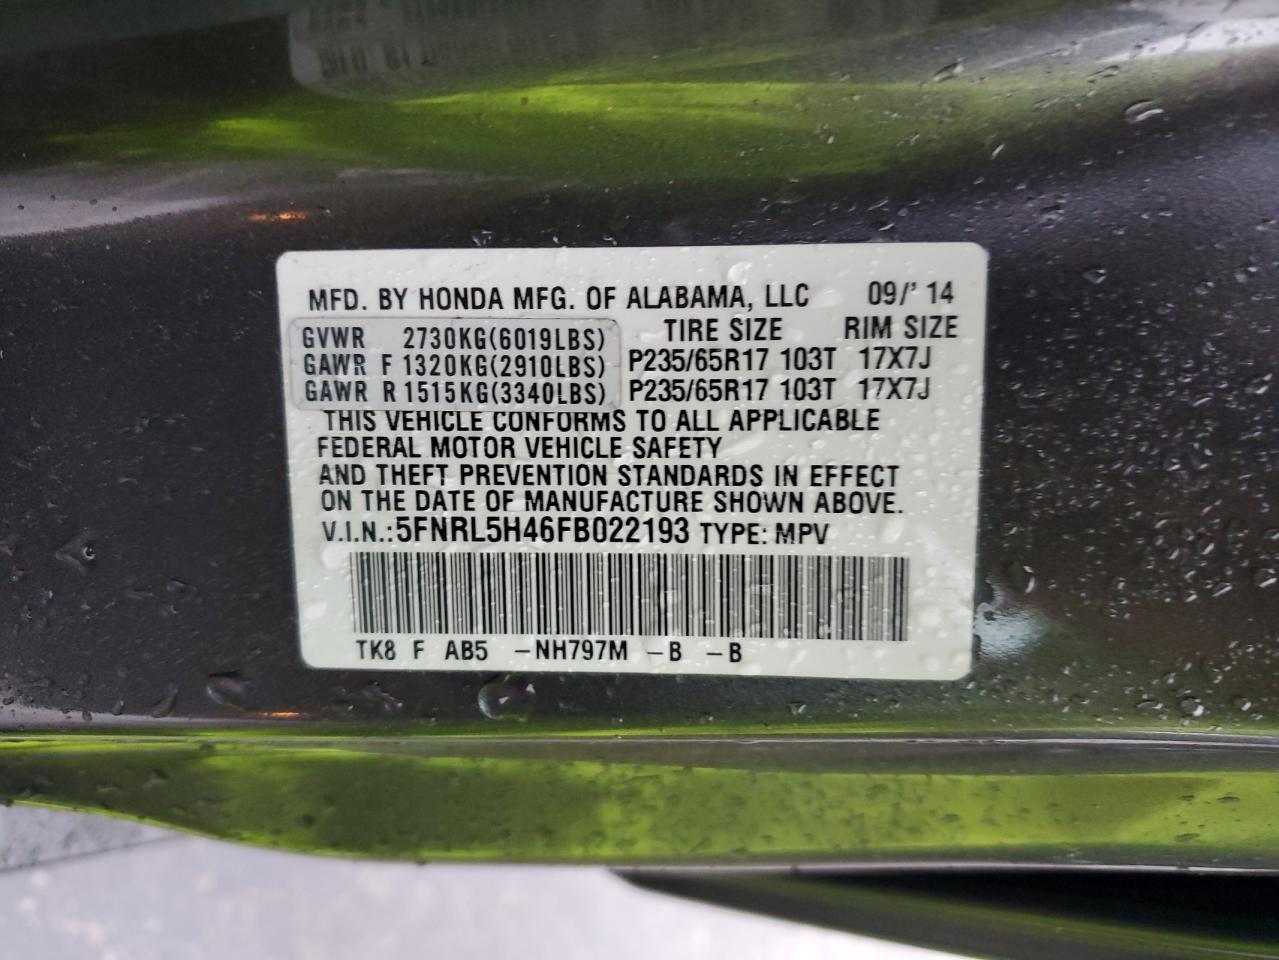 MFD. BY HONDA MFG. OF ALABAMA, LLC 09/' 14
GVWR 2730KG(6019LBS) TIRE SIZE RIM SIZE
GAWR F 1320KG(2910LBS) P235/65R17 103T 17X7J
GAWR R 1515KG(3340LBS) P235/65R17 103T 17X7J
THIS VEHICLE CONFORMS TO ALL APPLICABLE
FEDERAL MOTOR VEHICLE SAFETY
AND THEFT PREVENTION STANDARDS IN EFFECT
ON THE DATE OF MANUFACTURE SHOWN ABOVE.
V.I.N.:5FNRL5H46FB022193 TYPE: MPV
TK8 F AB5 -NH797M -B -B